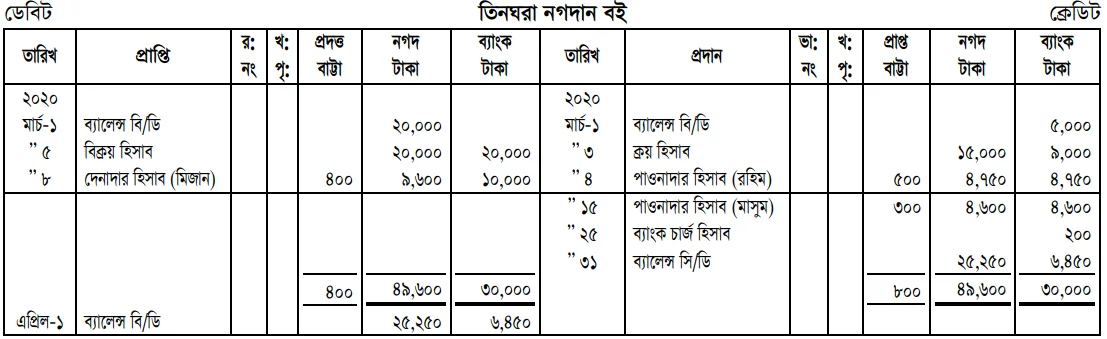 ডেবিট তিনঘরা নগদান বই ক্রেডিট
তারিখ প্রাপ্তি র: নং খ: পৃ: প্রদত্ত বাট্টা নগদ টাকা ব্যাংক টাকা তারিখ প্রদান ভা: নং খ: পৃ: প্রাপ্ত বাট্টা নগদ টাকা ব্যাংক টাকা
২০২০ ২০২০
মার্চ-১ ব্যালেন্স বি/ডি ২০,০০০ মার্চ-১ ব্যালেন্স বি/ডি ৫,০০০
” ৫ বিক্রয় হিসাব ২০,০০০ ২০,০০০ ” ৩ ক্রয় হিসাব ১৫,০০০ ৯,০০০
” ৮ দেনাদার হিসাব (মিজান) ৪০০ ৯,৬০০ ১০,০০০ ” ৪ পাওনাদার হিসাব (রহিম) ৫০০ ৪,৭৫০ ৪,৭৫০
” ১৫ পাওনাদার হিসাব (মাসুম) ৩০০ ৪,৬০০ ৪,৬০০
” ২৫ ব্যাংক চার্জ হিসাব ২০০
” ৩১ ব্যালেন্স সি/ডি ২৫,২৫০ ৬,৪৫০
৪০০ ৪৯,৬০০ ৩০,০০০ ৮০০ ৪৯,৬০০ ৩০,০০০
এপ্রিল-১ ব্যালেন্স বি/ডি ২৫,২৫০ ৬,৪৫০